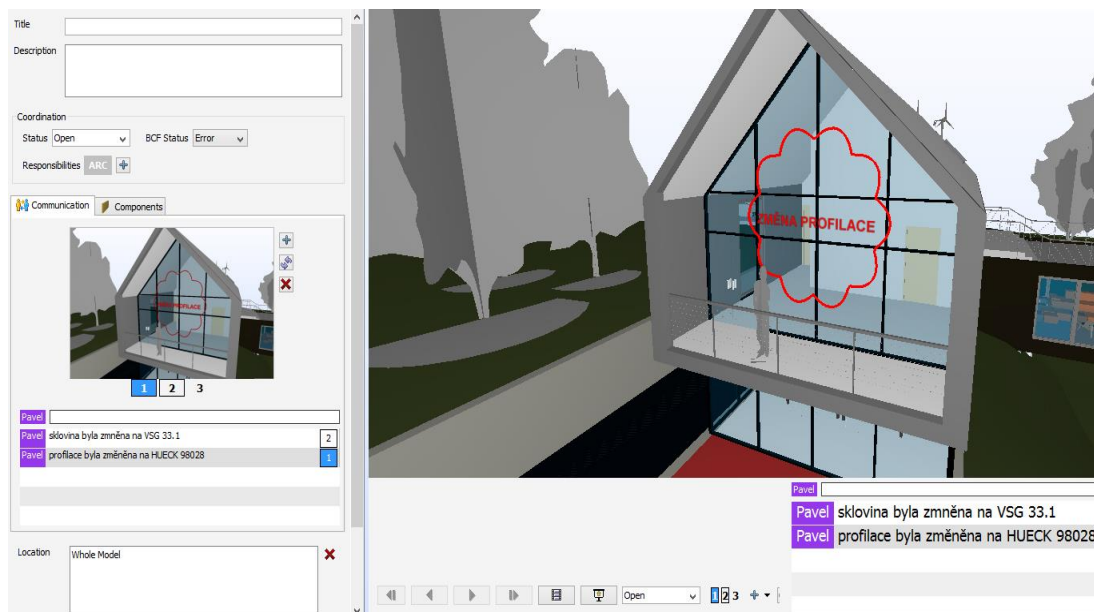 Title
Description
Coordination
Status Open BCF Status Error
Responsibilities ARC
Communication Components
ZMĚNA PROFILACE
1 2 3
Pavel
Pavel sklovina byla zmněna na VSG 33.1 2
Pavel profilace byla změněna na HUECK 98028 1
Location Whole Model
ZMĚNA PROFILACE
Pavel
Pavel sklovina byla zmněna na VSG 33.1
Pavel profilace byla změněna na HUECK 98028
Open 1 2 3